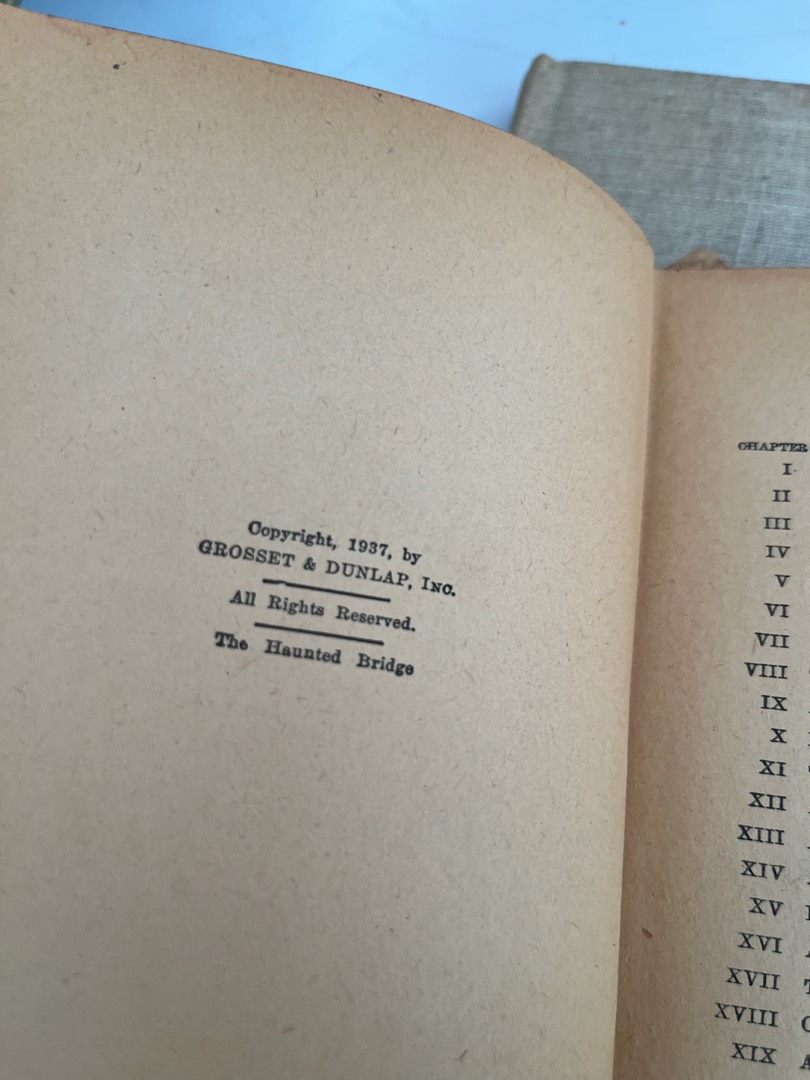 Copyright, 1937, by
GROSSET & DUNLAP, INC.
All Rights Reserved.
The Haunted Bridge
CHAPTER
I
II
III
IV
V
VI
VII
VIII
IX
X
XI
XII
XIII
XIV
XV
XVI
XVII
XVIII
XIX